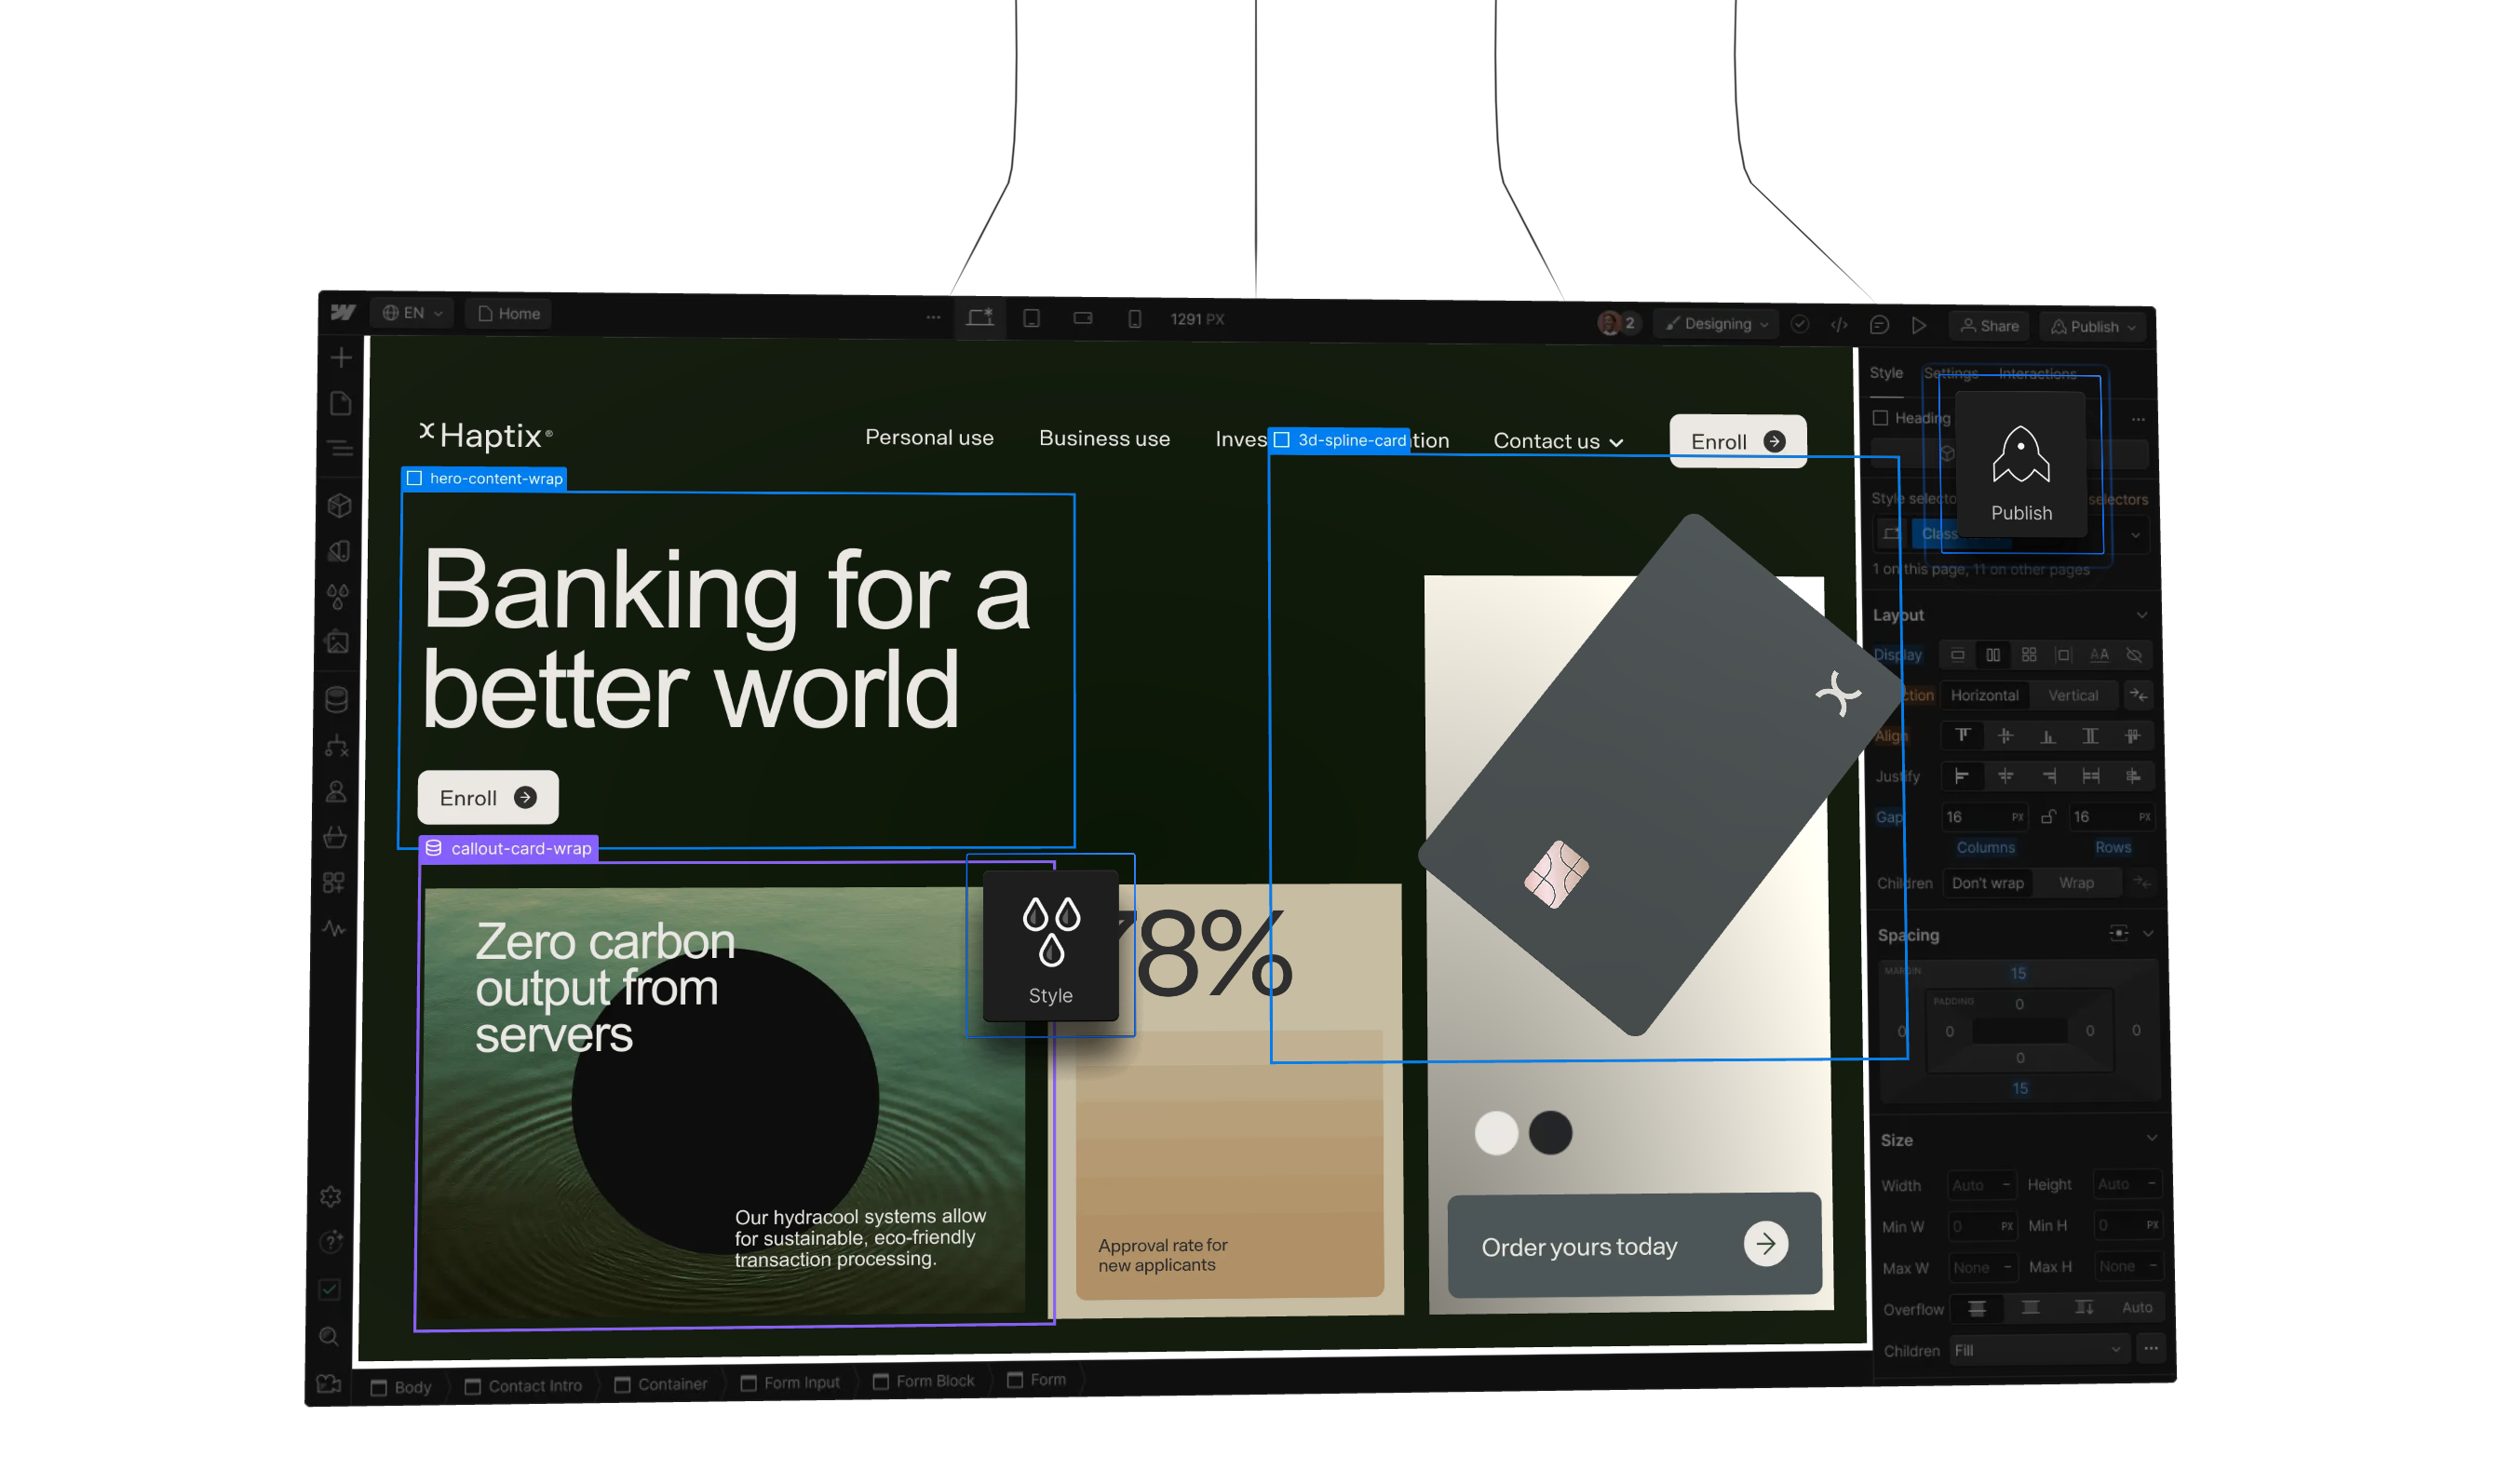 EN
Home
1291 PX
2
Designing
Share
Publish
Haptix®
Personal use
Business use
Contact us
Enroll
3d-spline-card
hero-content-wrap
Banking for a
better world
Enroll
callout-card-wrap
Zero carbon
output from
servers
Our hydracool systems allow
for sustainable, eco-friendly
transaction processing.
Style
78%
Approval rate for
new applicants
Order yours today
Style
Settings
Interactions
Heading
Publish
Style
selectors
1 on this page, 11 on other pages
Layout
Display
Horizontal
Vertical
Align
Justify
Gap
16 PX
16 PX
Columns
Rows
Children
Don't wrap
Wrap
Spacing
MARGIN
15
PADDING
0
0
0
0
0
0
15
Size
Width
Auto
–
Height
Auto
–
Min W
0 PX
Min H
0 PX
Max W
None
–
Max H
None
–
Overflow
Auto
Children
Fill
Body
Contact Intro
Container
Form Input
Form Block
Form